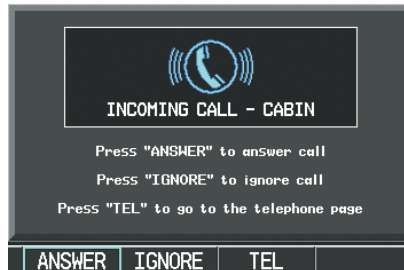 INCOMING CALL - CABIN
Press "ANSWER" to answer call
Press "IGNORE" to ignore call
Press "TEL" to go to the telephone page
ANSWER IGNORE TEL